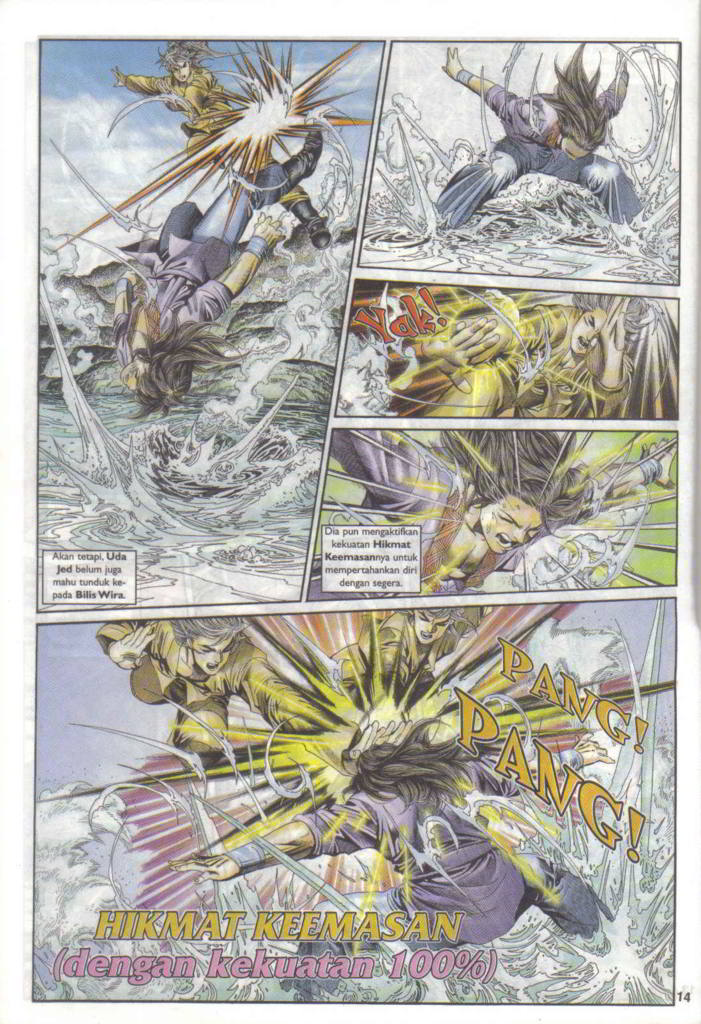 Akan tetapi, Uda
Jed belum juga
mahu tunduk ke-
pada Bilis Wira.
Yak!
Dia pun mengaktifkan
kekuatan Hikmat
Keemasannya untuk
mempertahankan diri
dengan segera.
PANG!
PANG!
HIKMAT KEEMASAN
(dengan kekuatan 100%)
14